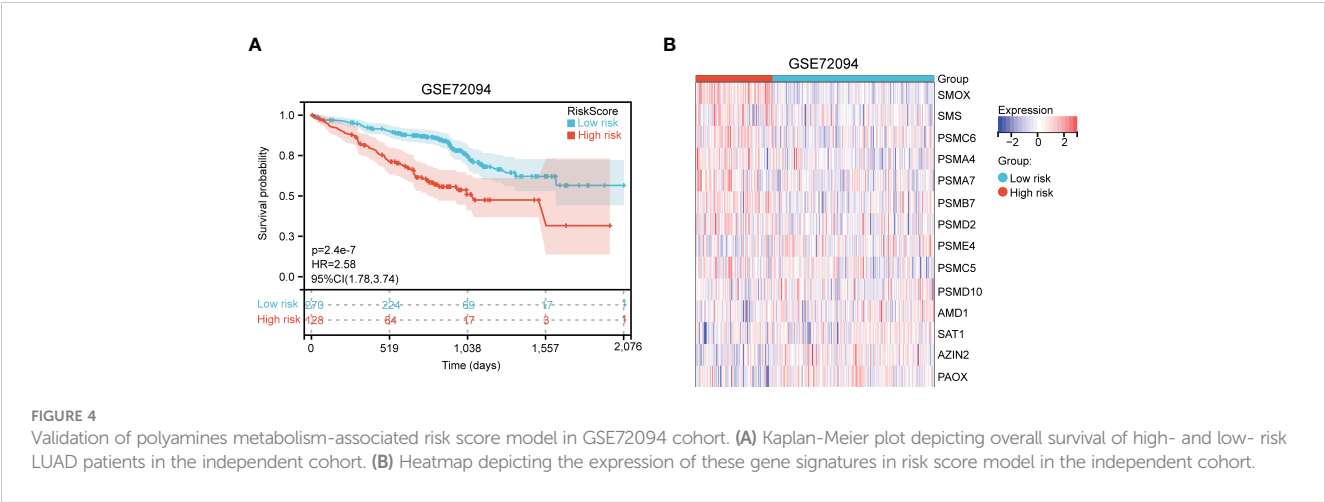 A
GSE72094
RiskScore
Low risk
High risk
1.0
0.8
0.5
0.3
0.0
Survival probability
p=2.4e-7
HR=2.58
95%CI(1.78,3.74)
Low risk 270 224 69 17 1
High risk 128 64 17 3 1
0 519 1,038 1,557 2,076
Time (days)
B
GSE72094
Group
SMOX
SMS
PSMC6
PSMA4
PSMA7
PSMB7
PSMD2
PSME4
PSMC5
PSMD10
AMD1
SAT1
AZIN2
PAOX
Expression
−2 0 2
Group:
Low risk
High risk
FIGURE 4
Validation of polyamines metabolism-associated risk score model in GSE72094 cohort. (A) Kaplan-Meier plot depicting overall survival of high- and low- risk
LUAD patients in the independent cohort. (B) Heatmap depicting the expression of these gene signatures in risk score model in the independent cohort.